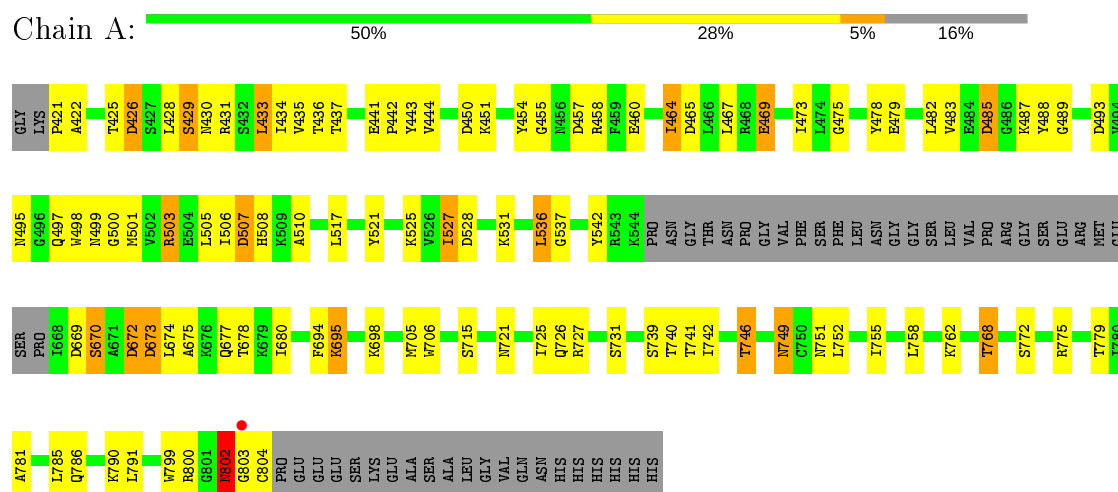 Chain A:
50% 28% 5% 16%
GLY LYS P421 A422 T425 D426 S427 L428 S429 N430 R431 S432 L433 I434 V435 T436 T437 E441 P442 Y443 V444 D450 K451 Y454 G455 N456 D457 R458 F459 E460 I464 D465 L466 L467 R468 E469 I473 L474 G475 Y478 E479 L482 V483 E484 D485 G486 K487 Y488 G489 D493 V494
N495 G496 Q497 W498 N499 G500 M501 V502 R503 E504 L505 I506 D507 H508 K509 A510 L517 Y521 K525 V526 I527 D528 K531 L536 G537 Y542 R543 K544 PRO ASN GLY THR ASN PRO GLY VAL PHE SER PHE LEU ASN GLY GLY SER LEU VAL PRO ARG GLY SER GLU ARG MET GLU
SER PRO I668 D669 S670 A671 D672 D673 L674 A675 K676 Q677 T678 K679 I680 F694 K695 K698 M705 W706 S715 N721 I725 Q726 R727 S731 S739 T740 T741 I742 T746 N749 C750 N751 L752 I755 L758 K762 T768 S772 R775 T779 I780
A781 L785 Q786 K790 L791 W799 R800 G801 N802 G803 C804 PRO GLU GLU GLU SER LYS GLU ALA SER ALA LEU GLY VAL GLN ASN HIS HIS HIS HIS HIS HIS